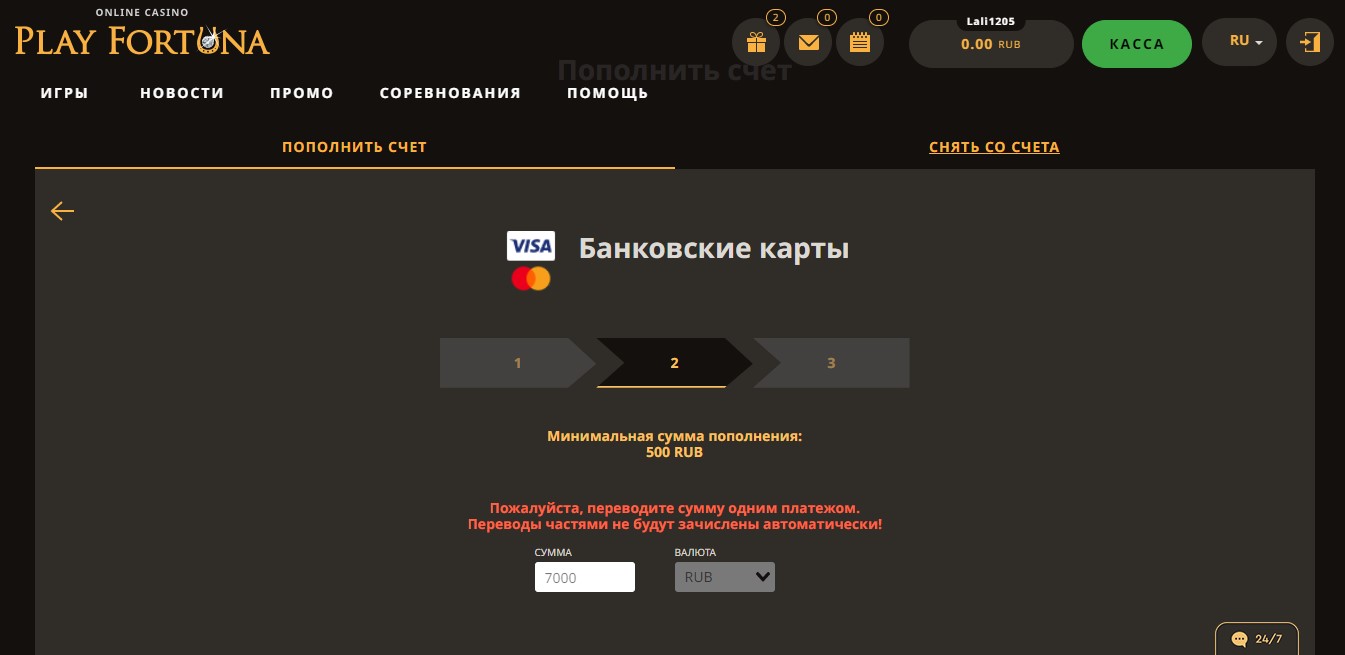 ONLINE CASINO
PLAY FORTUNA
2
0
0
Lali1205
0.00 RUB
КАССА
RU
Пополнить счет
ИГРЫ
НОВОСТИ
ПРОМО
СОРЕВНОВАНИЯ
ПОМОЩЬ
ПОПОЛНИТЬ СЧЕТ
СНЯТЬ СО СЧЕТА
VISA
Банковские карты
1
2
3
Минимальная сумма пополнения:
500 RUB
Пожалуйста, переводите сумму одним платежом.
Переводы частями не будут зачислены автоматически!
СУММА
ВАЛЮТА
7000
RUB
24/7